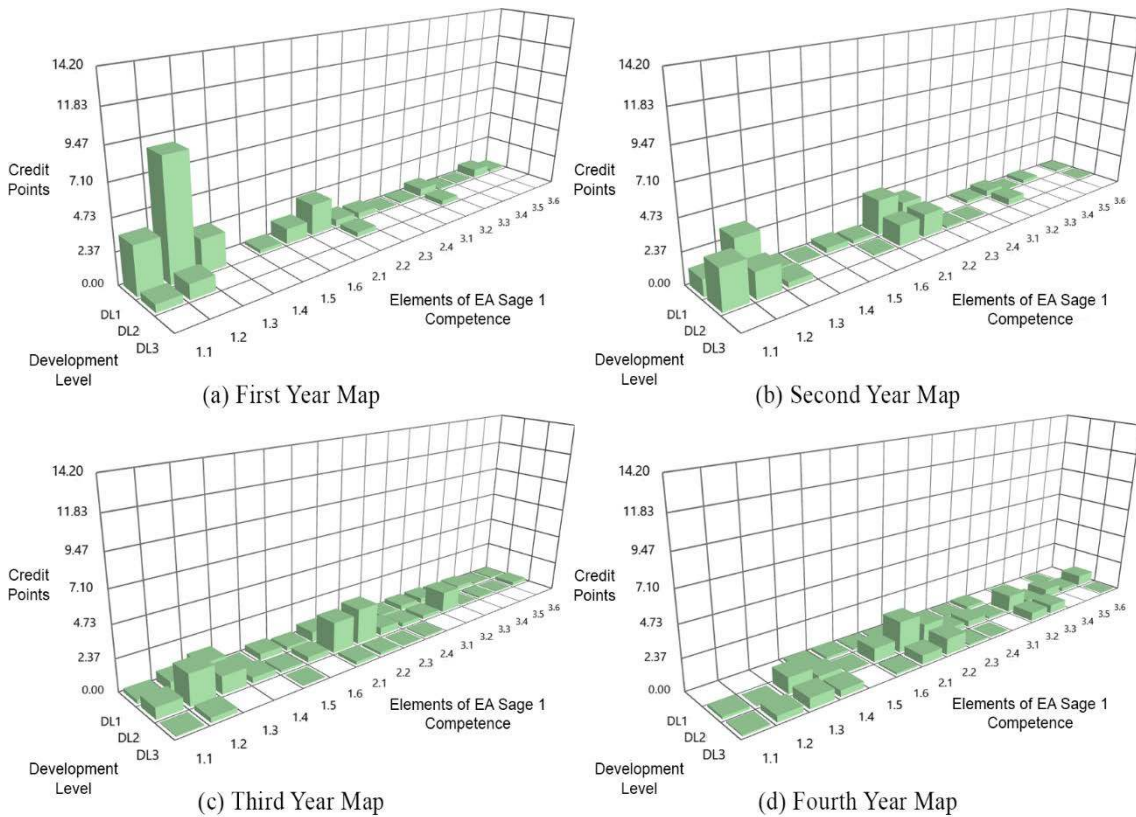 14.20
11.83
9.47
Credit
Points
7.10
4.73
2.37
0.00
DL1
DL2
DL3
Development
Level
1.1
1.2
1.3
1.4
1.5
1.6
2.1
2.2
2.3
2.4
3.1
3.2
3.3
3.4
3.5
3.6
Elements of EA Sage 1
Competence
(a) First Year Map
14.20
11.83
9.47
Credit
Points
7.10
4.73
2.37
0.00
DL1
DL2
DL3
Development
Level
1.1
1.2
1.3
1.4
1.5
1.6
2.1
2.2
2.3
2.4
3.1
3.2
3.3
3.4
3.5
3.6
Elements of EA Sage 1
Competence
(b) Second Year Map
14.20
11.83
9.47
Credit
Points
7.10
4.73
2.37
0.00
DL1
DL2
DL3
Development
Level
1.1
1.2
1.3
1.4
1.5
1.6
2.1
2.2
2.3
2.4
3.1
3.2
3.3
3.4
3.5
3.6
Elements of EA Sage 1
Competence
(c) Third Year Map
14.20
11.83
9.47
Credit
Points
7.10
4.73
2.37
0.00
DL1
DL2
DL3
Development
Level
1.1
1.2
1.3
1.4
1.5
1.6
2.1
2.2
2.3
2.4
3.1
3.2
3.3
3.4
3.5
3.6
Elements of EA Sage 1
Competence
(d) Fourth Year Map